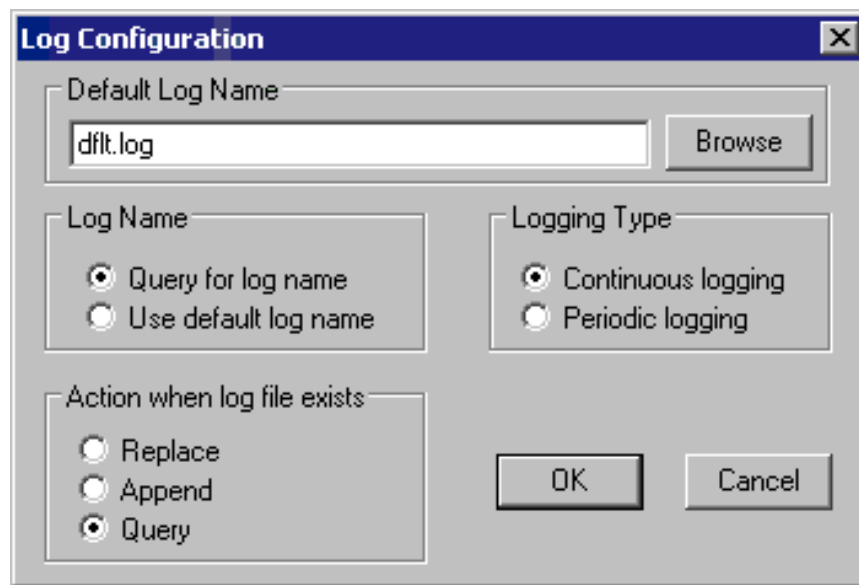 Log Configuration
Default Log Name
dflt.log
Browse
Log Name
Query for log name
Use default log name
Logging Type
Continuous logging
Periodic logging
Action when log file exists
Replace
Append
Query
OK
Cancel